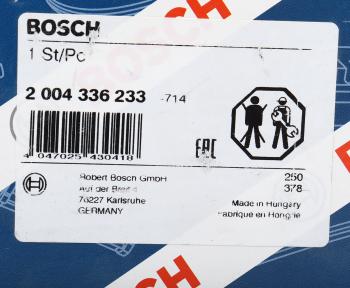 BOSCH
1 St/Pc
2 004 336 233 -714
4 047025 430418
EAC
Robert Bosch GmbH
Auf der Breit 4
76227 Karlsruhe
GERMANY
250
378
Made in Hungary
Fabriqué en Hongrie
BOSCH